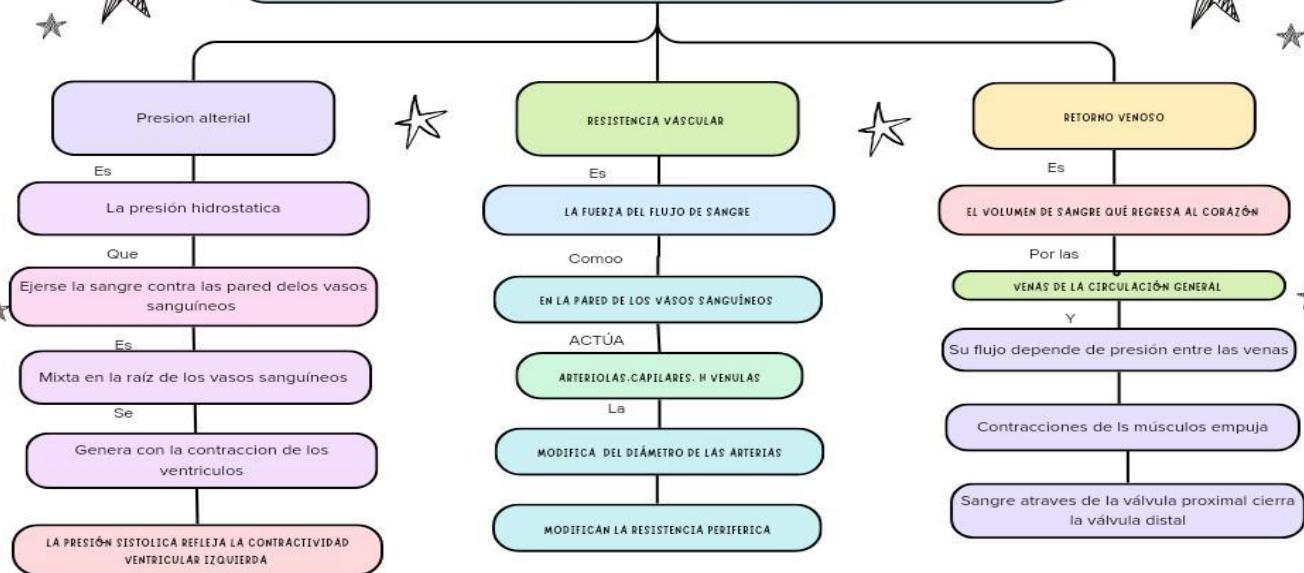 Presion alterial
Es
La presión hidrostatica
Que
Ejerse la sangre contra las pared delos vasos
sanguíneos
Es
Mixta en la raíz de los vasos sanguíneos
Se
Genera con la contraccion de los
ventriculos
LA PRESIÓN SISTOLICA REFLEJA LA CONTRACTIVIDAD
VENTRICULAR IZQUIERDA
RESISTENCIA VASCULAR
Es
LA FUERZA DEL FLUJO DE SANGRE
Comoo
EN LA PARED DE LOS VASOS SANGUÍNEOS
ACTÚA
ARTERIOLAS.CAPILARES. H VENULAS
La
MODIFICA DEL DIÁMETRO DE LAS ARTERIAS
MODIFICAN LA RESISTENCIA PERIFERICA
RETORNO VENOSO
Es
EL VOLUMEN DE SANGRE QUÉ REGRESA AL CORAZÓN
Por las
VENAS DE LA CIRCULACIÓN GENERAL
Y
Su flujo depende de presión entre las venas
Contracciones de ls músculos empuja
Sangre atraves de la válvula proximal cierra
la válvula distal